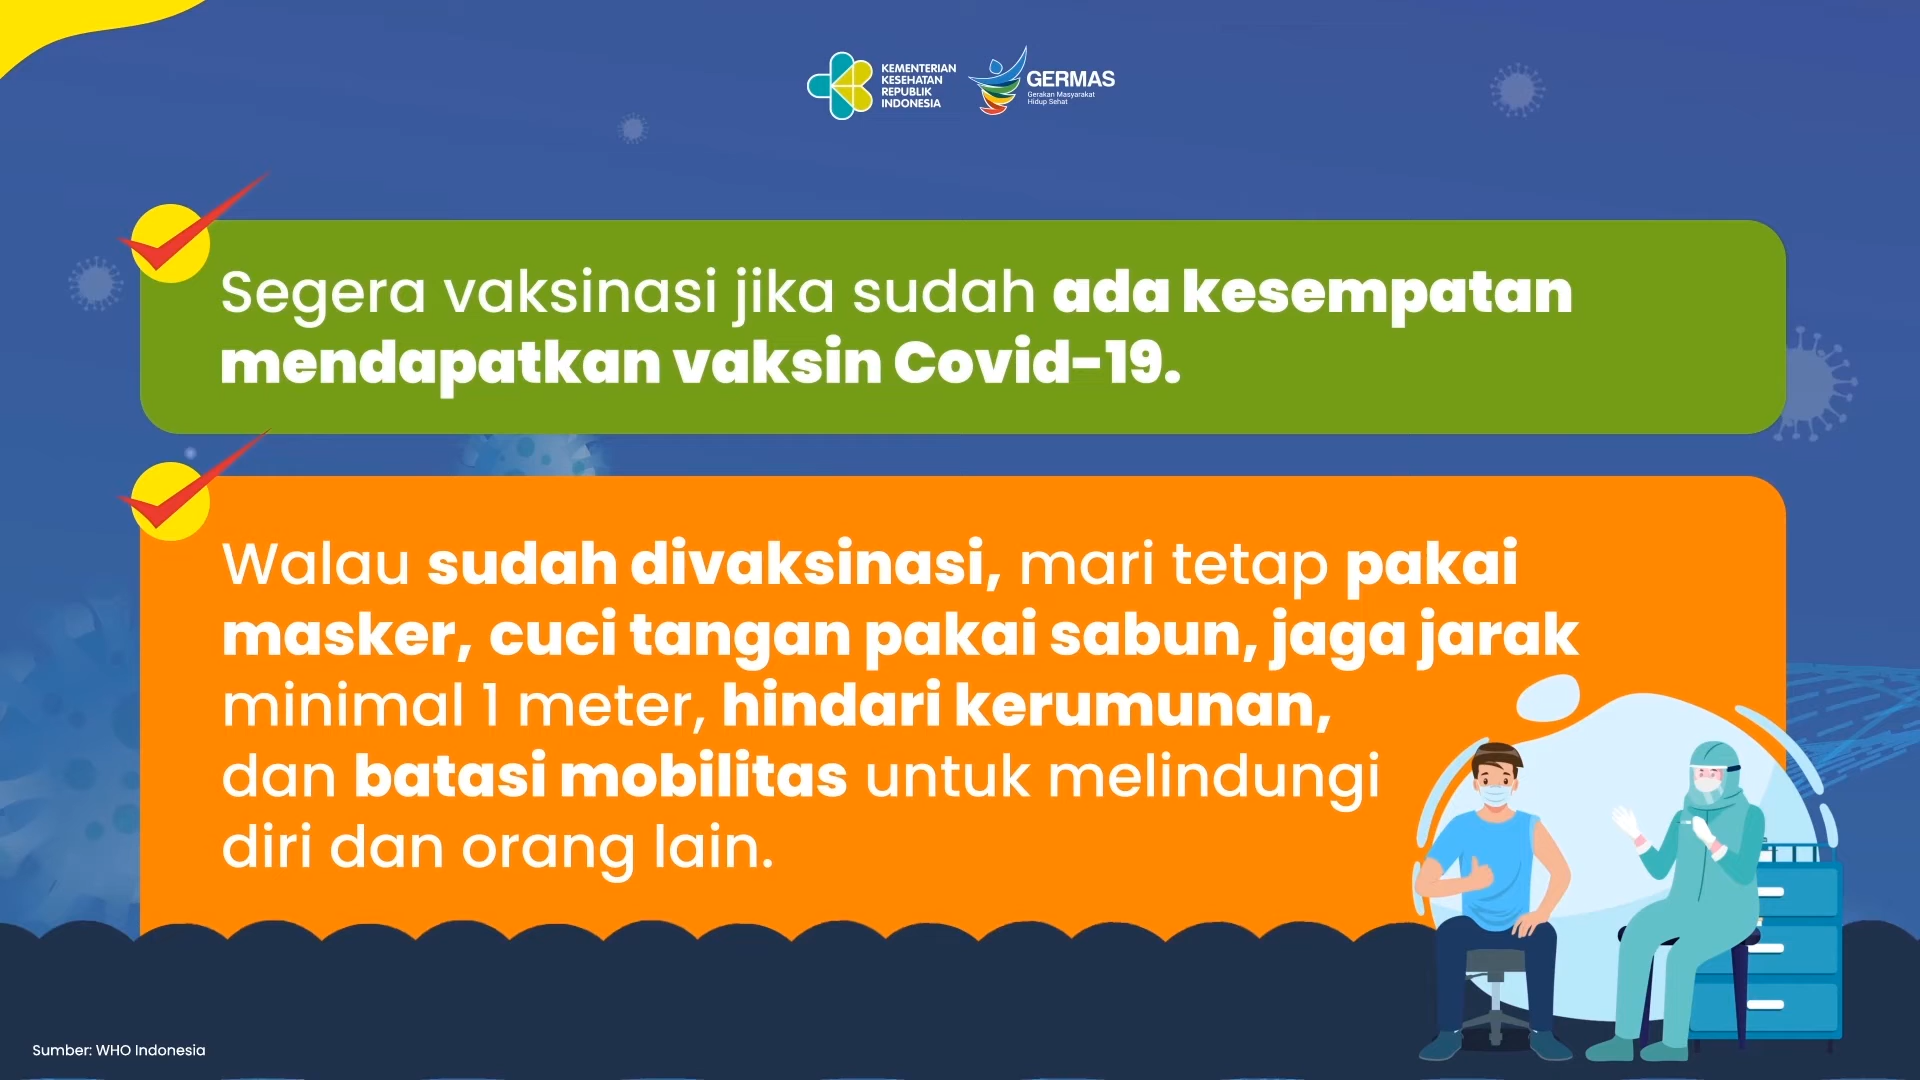 KEMENTERIAN
KESEHATAN
REPUBLIK
INDONESIA
GERMAS
Gerakan Masyarakat
Hidup Sehat
Segera vaksinasi jika sudah ada kesempatan
mendapatkan vaksin Covid-19.
Walau sudah divaksinasi, mari tetap pakai
masker, cuci tangan pakai sabun, jaga jarak
minimal 1 meter, hindari kerumunan,
dan batasi mobilitas untuk melindungi
diri dan orang lain.
Sumber: WHO Indonesia